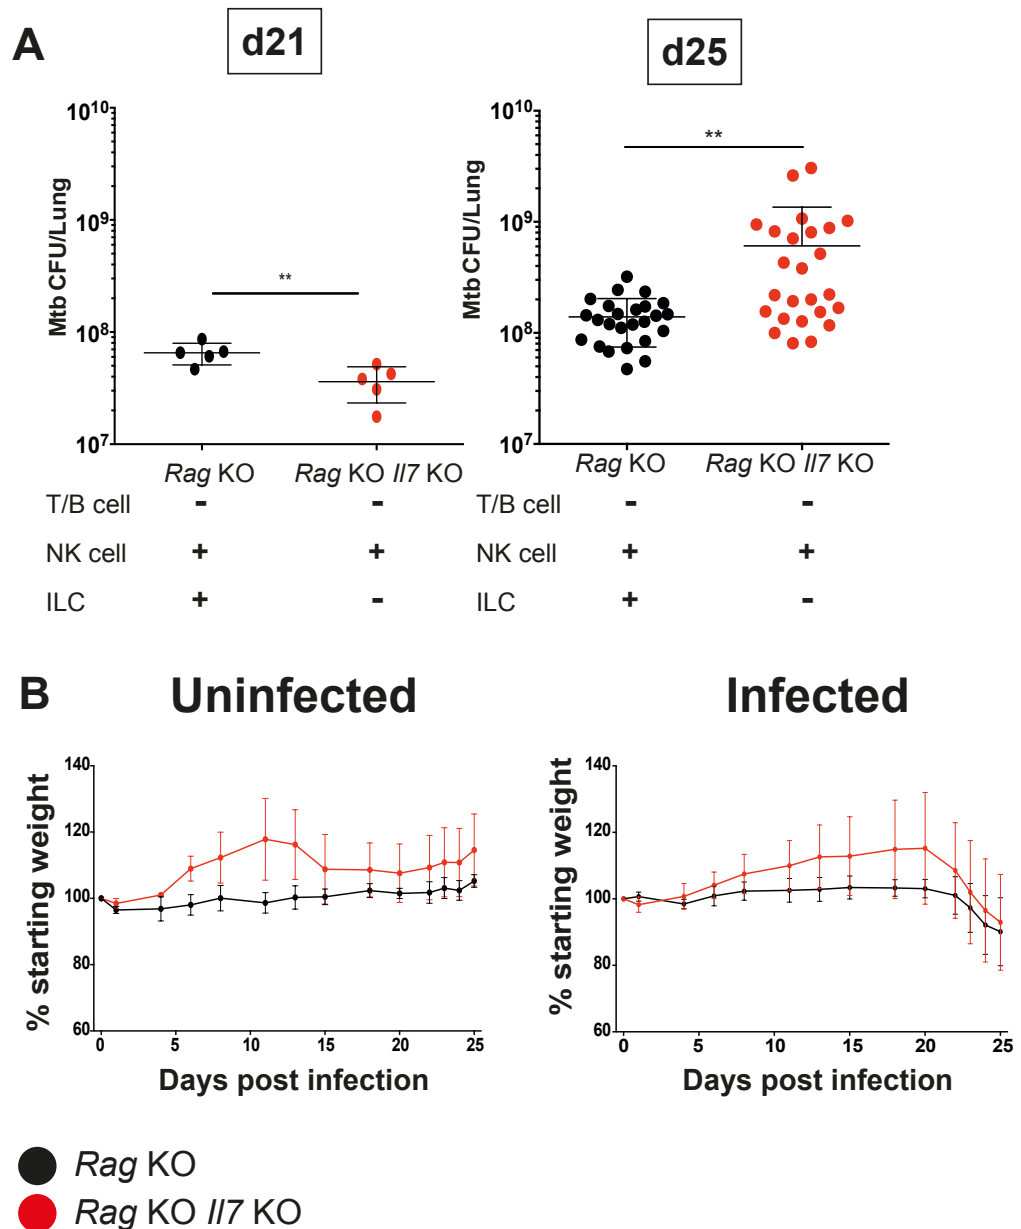 A
d21
d25
10^10
10^9
10^8
10^7
Mtb CFU/Lung
**
Rag KO
Rag KO Il7 KO
T/B cell - -
NK cell + +
ILC + -
10^10
10^9
10^8
10^7
Mtb CFU/Lung
**
Rag KO
Rag KO Il7 KO
T/B cell - -
NK cell + +
ILC + -
B
Uninfected
Infected
140
120
100
80
60
% starting weight
0 5 10 15 20 25
Days post infection
140
120
100
80
60
% starting weight
0 5 10 15 20 25
Days post infection
Rag KO
Rag KO Il7 KO